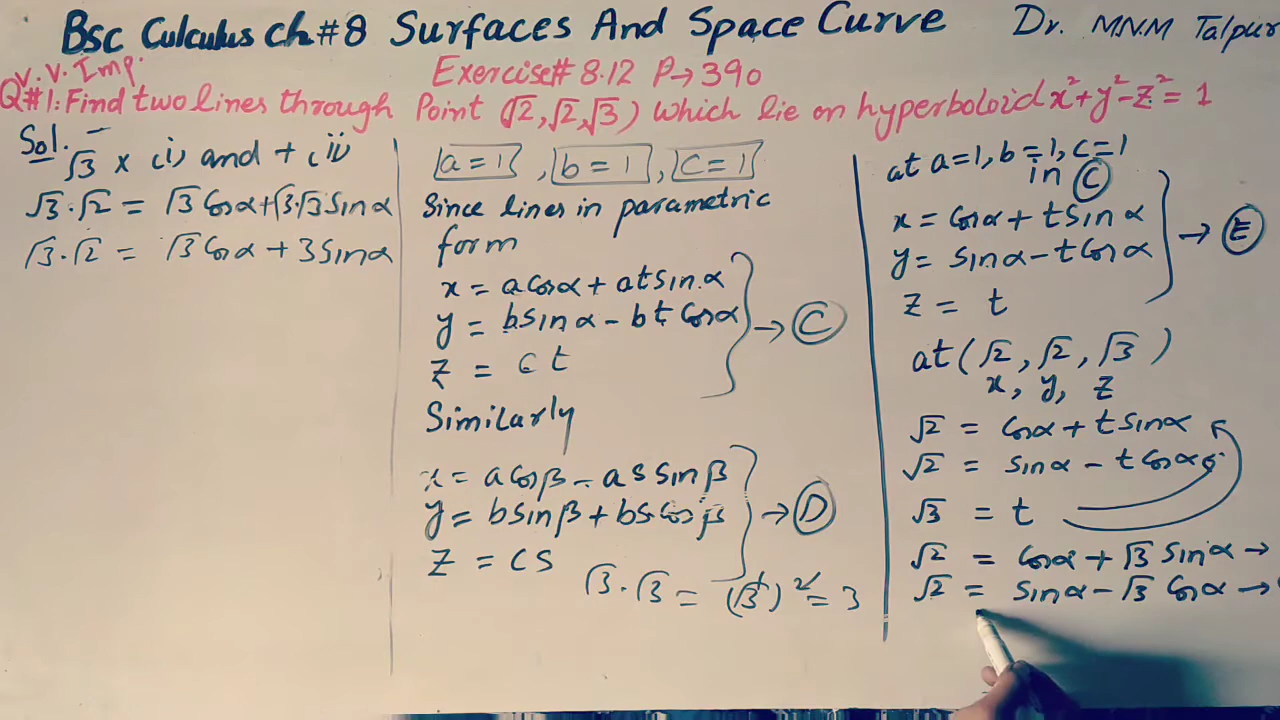 Bsc Calculus ch#8 Surfaces And Space Curve Dr. M.N.M Talpur
V.V.Imp. Exercise# 8.12 P→390
Q#1: Find two lines through Point (√2,√2,√3) Which lie on hyperboloid x²+y²-z²=1
Sol.
√3 x (i) and + (ii)
√3·√2 = √3 Cosα+√3·√3 Sinα
√3·√2 = √3 Cosα + 3Sinα
a=1, b=1, c=1
Since lines in parametric
form
x = a Cosα + at sinα
y = b Sinα - bt Cosα → C
z = c t
Similarly
x = a Cosβ - a s sinβ
y = b sinβ + bs Cosβ → D
z = cs
√3·√3 = (√3)² = 3
at a=1, b=1, c=1
in C
x = Cosα + t Sinα
y = Sinα - t Cosα → E
z = t
at (√2, √2, √3)
x, y, z
√2 = Cosα + t Sinα
√2 = sinα - t Cosα
√3 = t
√2 = Cosα + √3 Sinα →
√2 = Sinα - √3 Cosα →